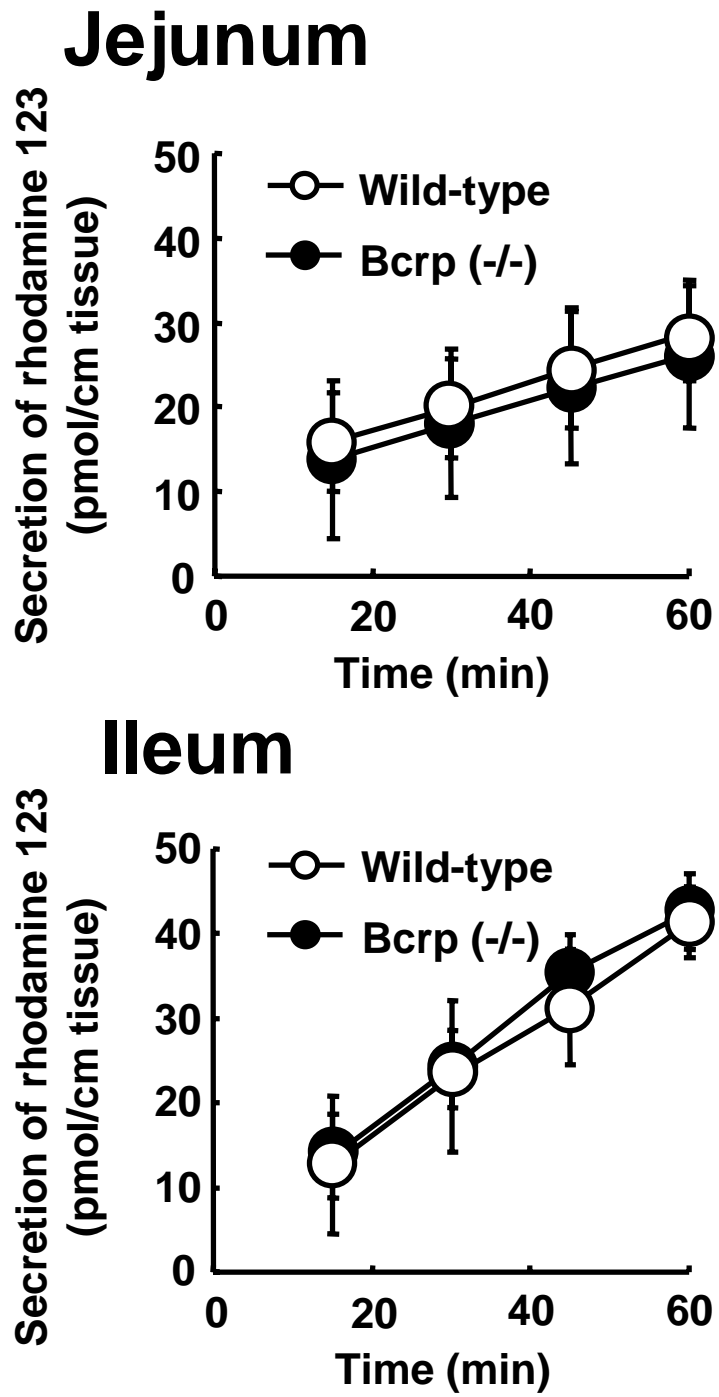 Jejunum
Secretion of rhodamine 123
(pmol/cm tissue)
50
40
30
20
10
0
Wild-type
Bcrp (-/-)
0 20 40 60
Time (min)
Ileum
Secretion of rhodamine 123
(pmol/cm tissue)
50
40
30
20
10
0
Wild-type
Bcrp (-/-)
0 20 40 60
Time (min)